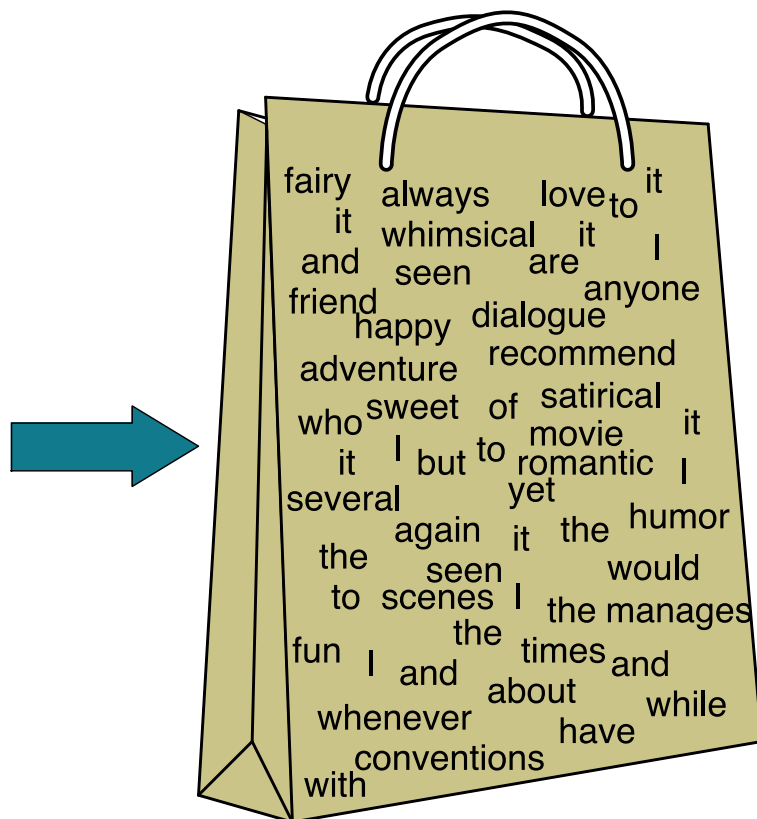 fairy always love to it
it whimsical it I
and seen are anyone
friend happy dialogue
adventure recommend
who sweet of satirical it
it I but to movie romantic I
several yet
again it the humor
the seen would
to scenes I the manages
fun I and the times and
whenever about have while
conventions
with